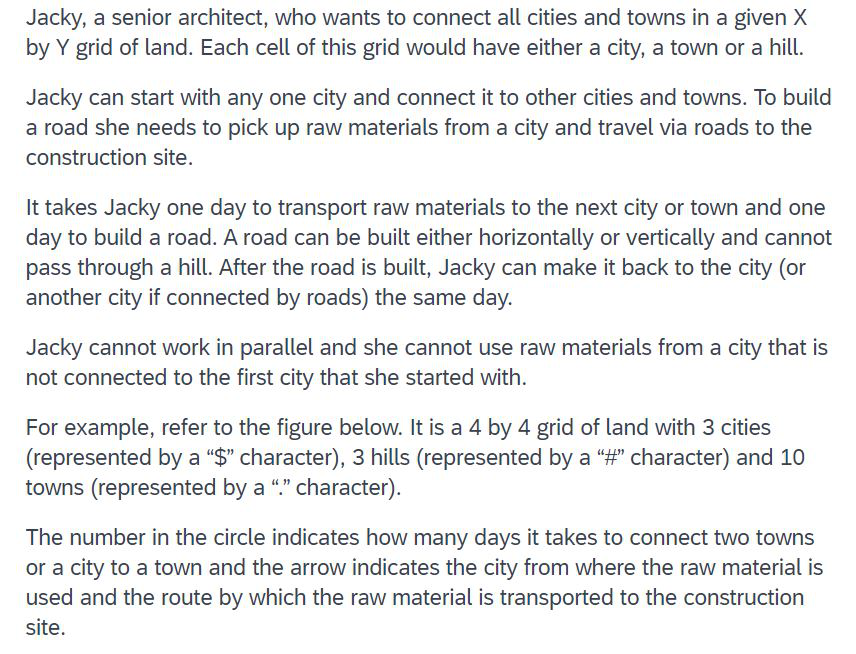 Jacky, a senior architect, who wants to connect all cities and towns in a given X
by Y grid of land. Each cell of this grid would have either a city, a town or a hill.
Jacky can start with any one city and connect it to other cities and towns. To build
a road she needs to pick up raw materials from a city and travel via roads to the
construction site.
It takes Jacky one day to transport raw materials to the next city or town and one
day to build a road. A road can be built either horizontally or vertically and cannot
pass through a hill. After the road is built, Jacky can make it back to the city (or
another city if connected by roads) the same day.
Jacky cannot work in parallel and she cannot use raw materials from a city that is
not connected to the first city that she started with.
For example, refer to the figure below. It is a 4 by 4 grid of land with 3 cities
(represented by a “$” character), 3 hills (represented by a “#” character) and 10
towns (represented by a “.” character).
The number in the circle indicates how many days it takes to connect two towns
or a city to a town and the arrow indicates the city from where the raw material is
used and the route by which the raw material is transported to the construction
site.